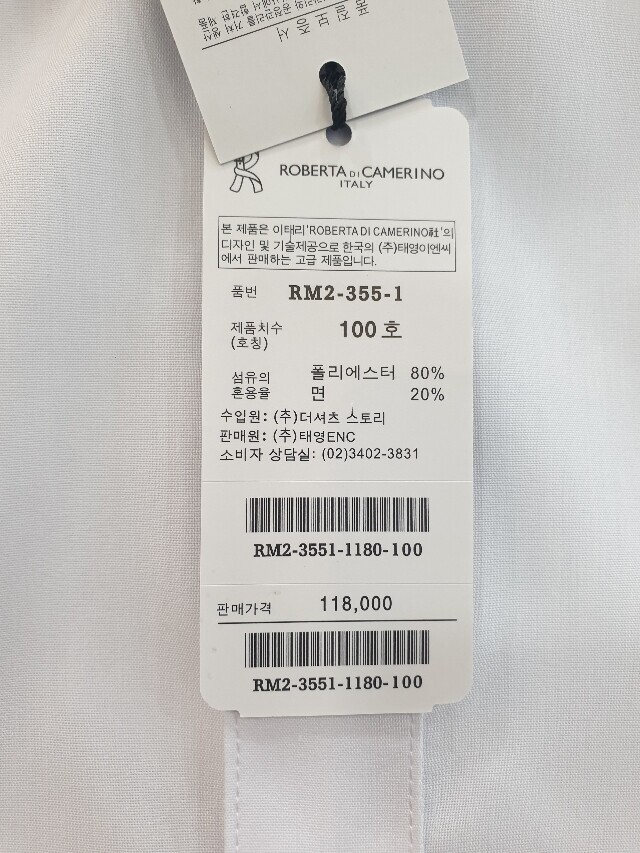 품질보증서
ROBERTA DI CAMERINO
ITALY
본 제품은 이태리'ROBERTA DI CAMERINO社'의
디자인 및 기술제공으로 한국의 (주)태영이엔씨
에서 판매하는 고급 제품입니다.
품번 RM2-355-1
제품치수 100 호
(호칭)
섬유의 폴리에스터 80%
혼용율 면 20%
수입원: (주)더셔츠 스토리
판매원: (주)태영ENC
소비자 상담실: (02)3402-3831
RM2-3551-1180-100
판매가격 118,000
RM2-3551-1180-100